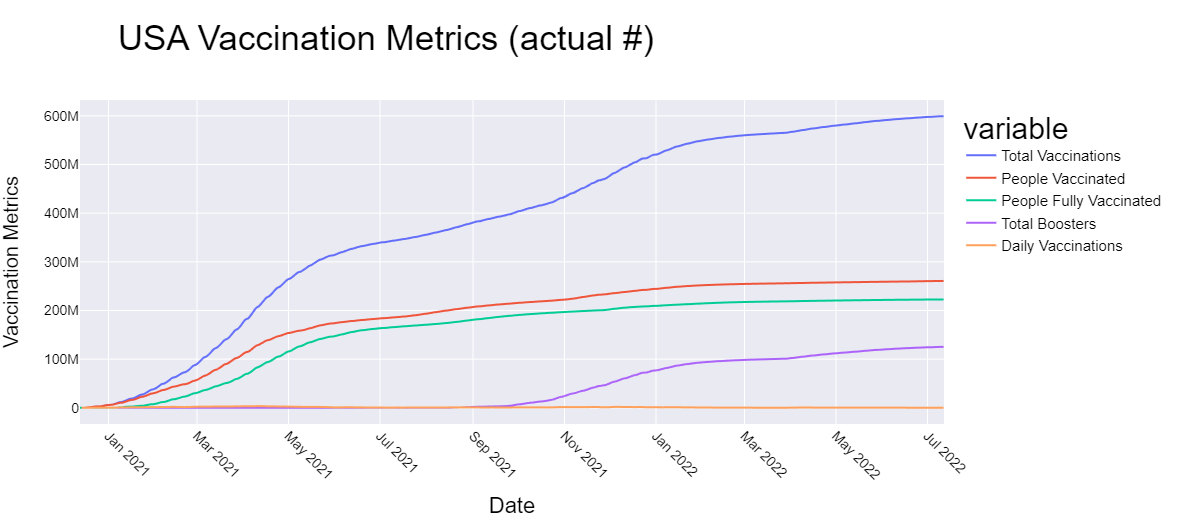 USA Vaccination Metrics (actual #)
Vaccination Metrics
600M
500M
400M
300M
200M
100M
0
Jan 2021
Mar 2021
May 2021
Jul 2021
Sep 2021
Nov 2021
Jan 2022
Mar 2022
May 2022
Jul 2022
Date
variable
Total Vaccinations
People Vaccinated
People Fully Vaccinated
Total Boosters
Daily Vaccinations